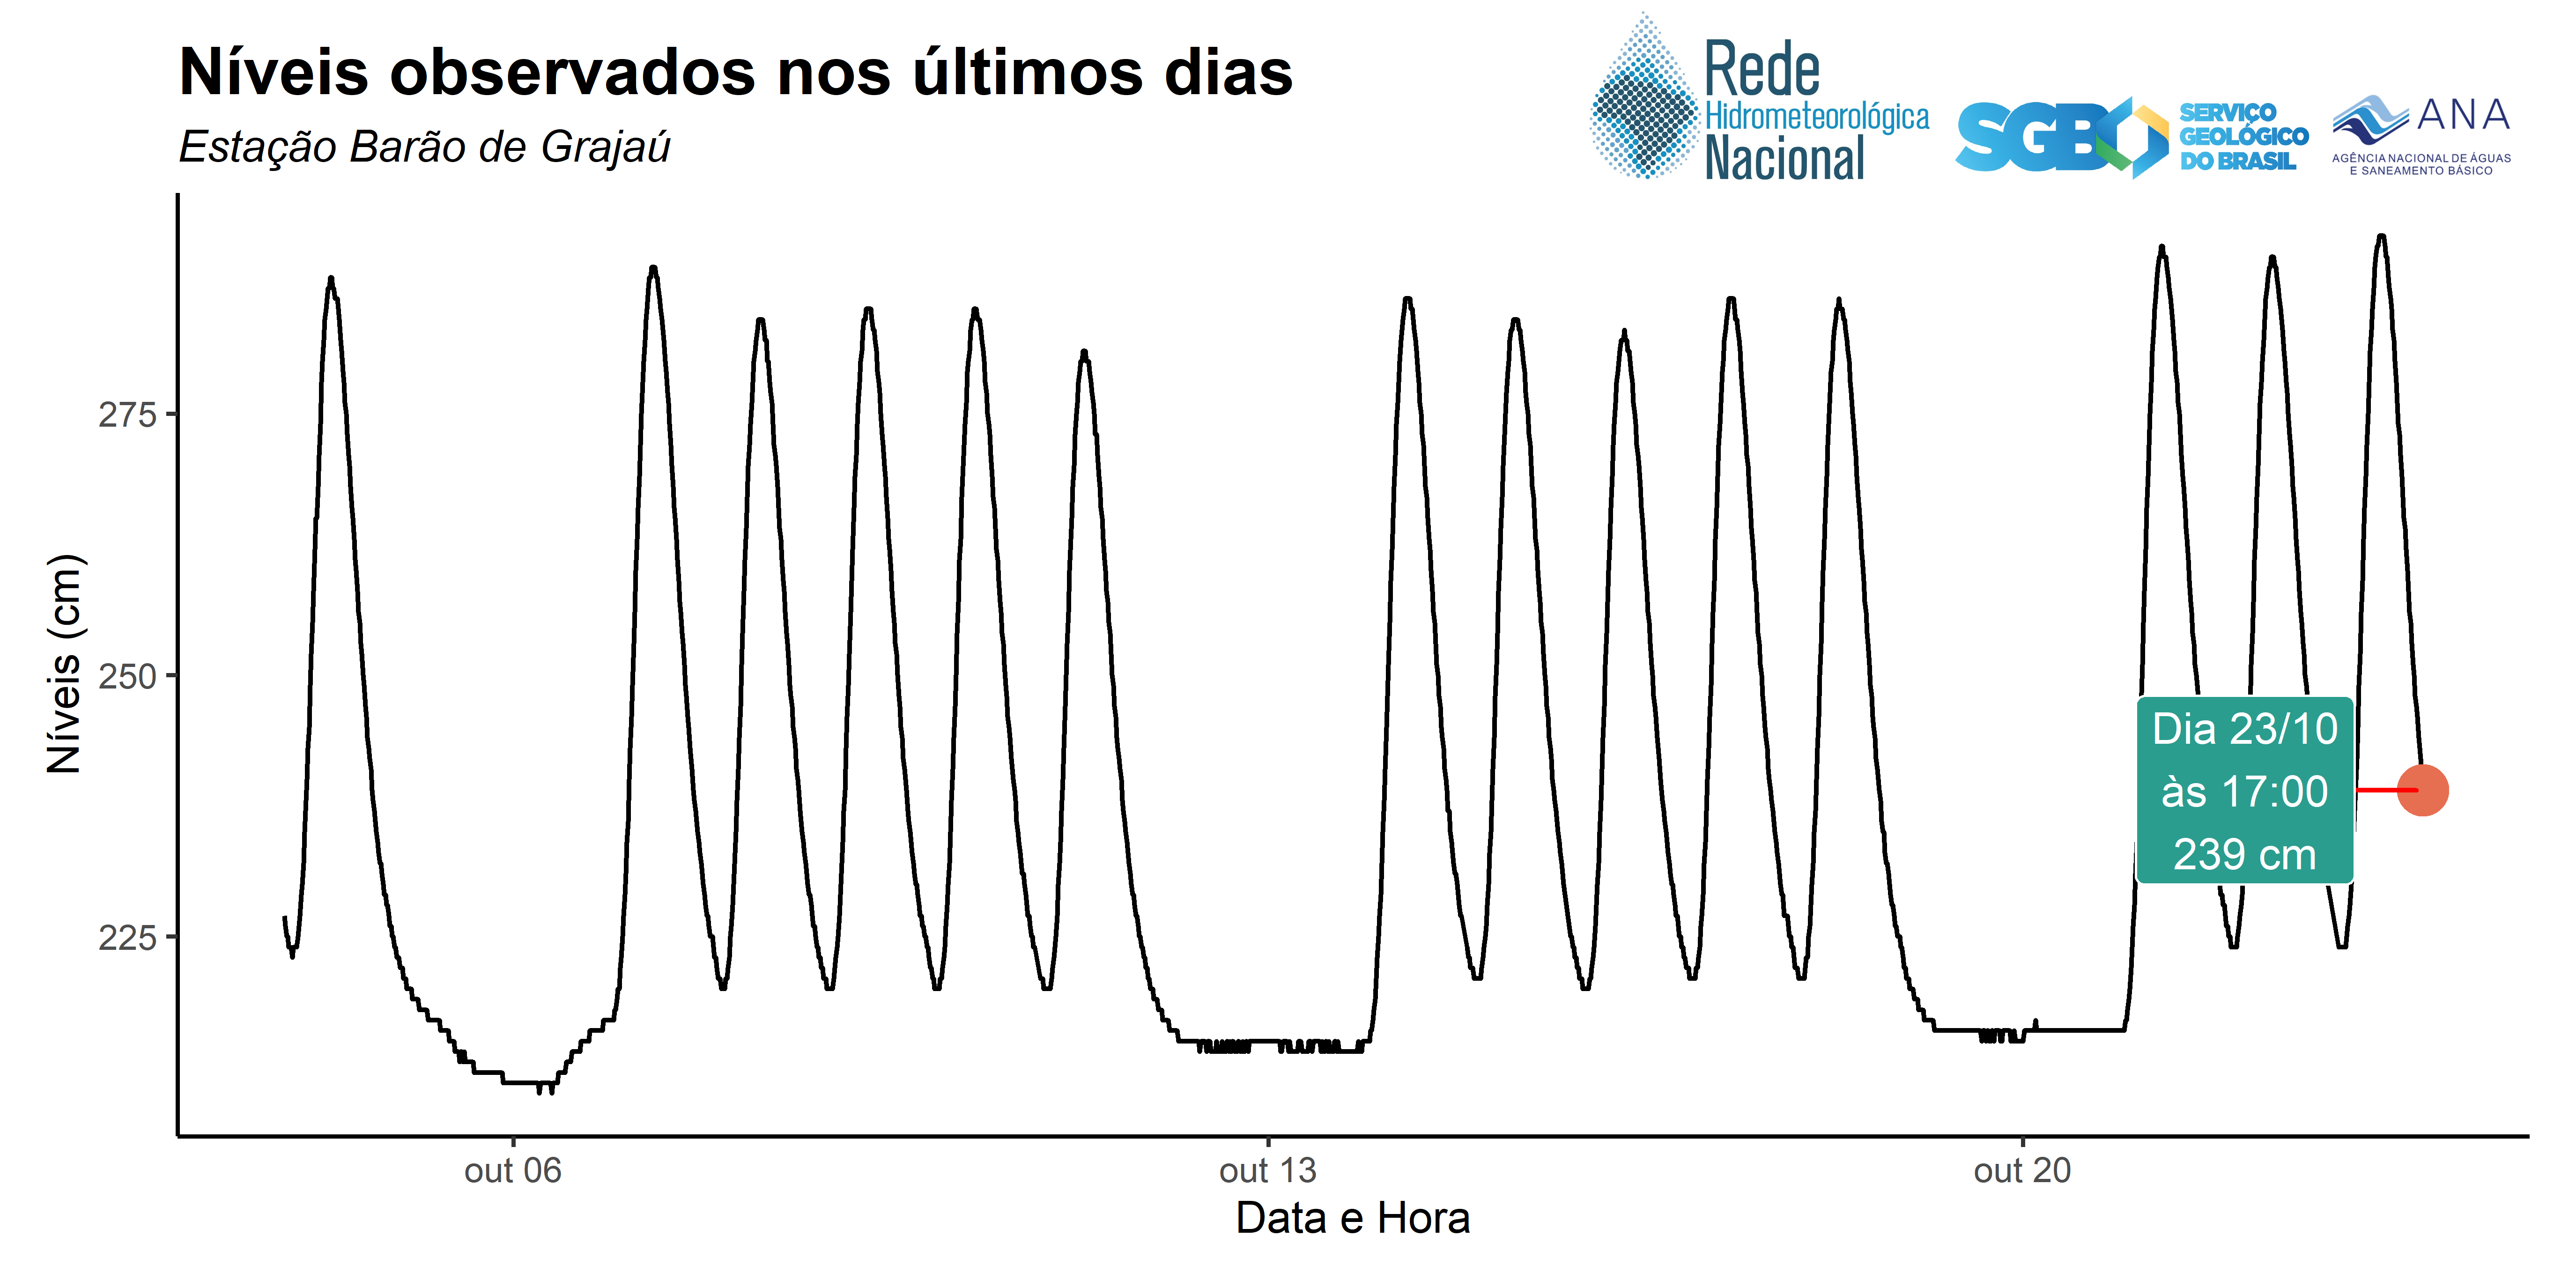 Níveis observados nos últimos dias
Estação Barão de Grajaú
Rede
Hidrometeorológica
Nacional
SGB
SERVIÇO
GEOLÓGICO
DO BRASIL
ANA
AGÊNCIA NACIONAL DE ÁGUAS
E SANEAMENTO BÁSICO
Níveis (cm)
275
250
225
Dia 23/10
às 17:00
239 cm
out 06
out 13
out 20
Data e Hora